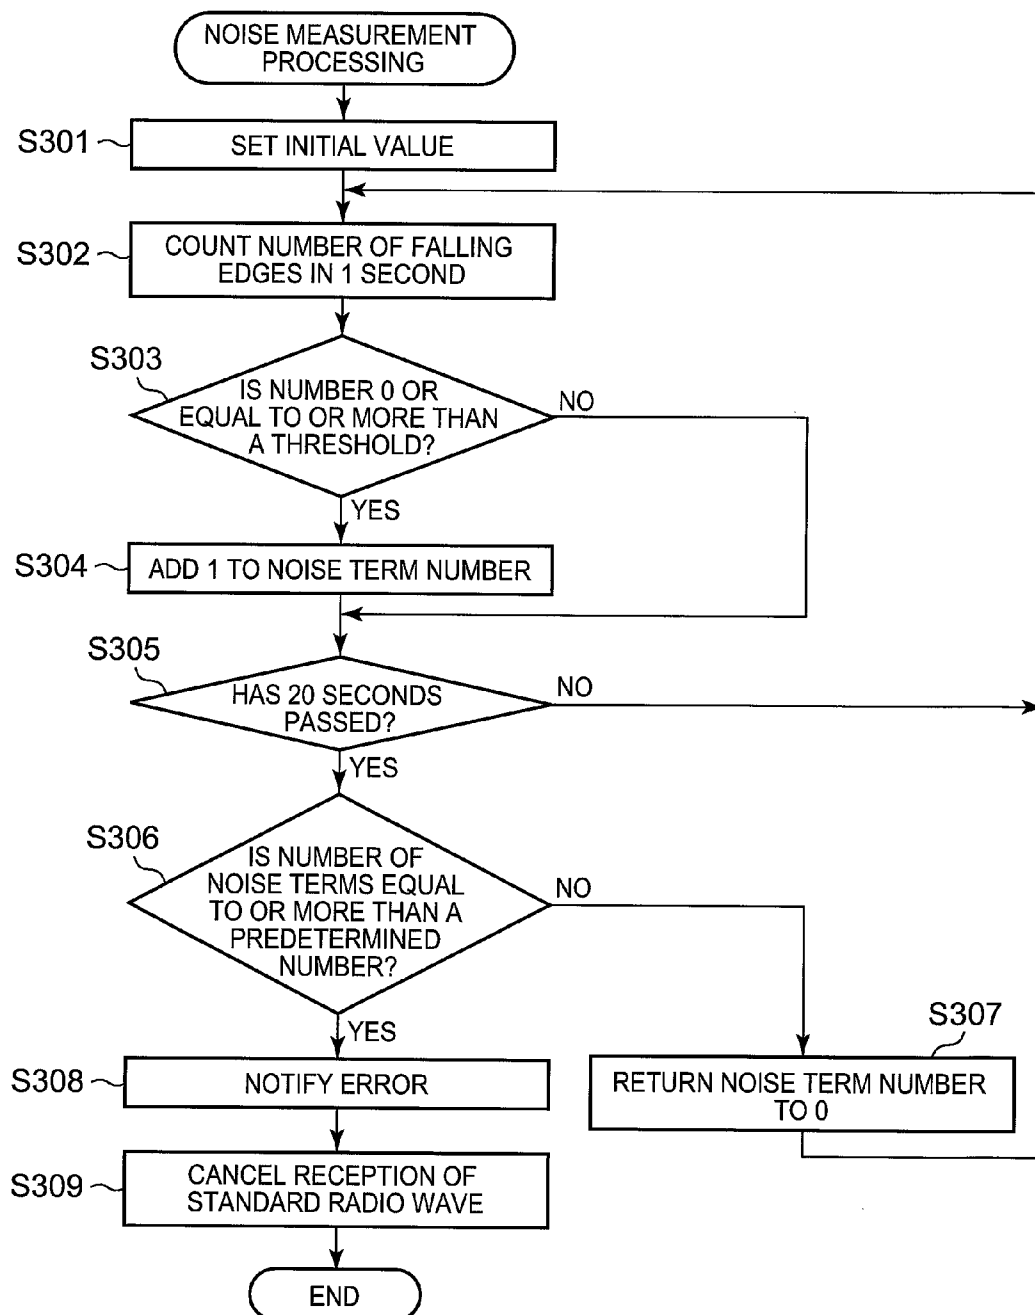 NOISE MEASUREMENT
PROCESSING
S301
SET INITIAL VALUE
S302
COUNT NUMBER OF FALLING
EDGES IN 1 SECOND
S303
IS NUMBER 0 OR
EQUAL TO OR MORE THAN
A THRESHOLD?
NO
YES
S304
ADD 1 TO NOISE TERM NUMBER
S305
HAS 20 SECONDS
PASSED?
NO
YES
S306
IS NUMBER OF
NOISE TERMS EQUAL
TO OR MORE THAN A
PREDETERMINED
NUMBER?
NO
YES
S307
RETURN NOISE TERM NUMBER
TO 0
S308
NOTIFY ERROR
S309
CANCEL RECEPTION OF
STANDARD RADIO WAVE
END